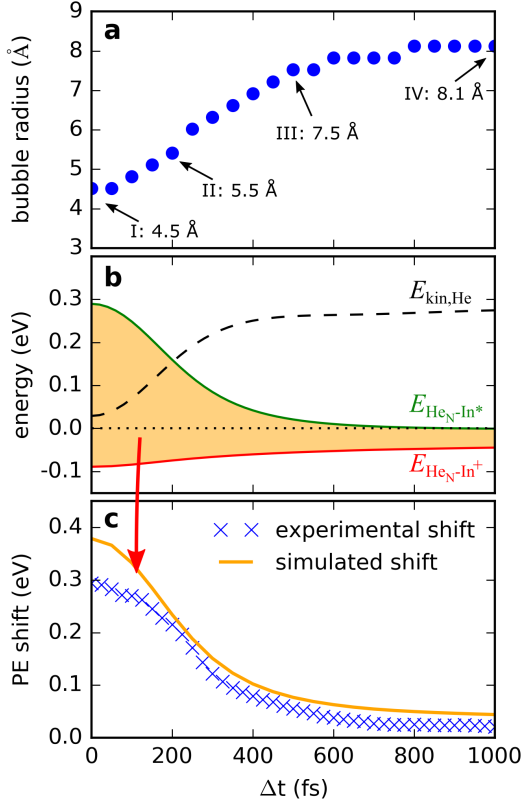 a
9
8
7
6
5
4
3
bubble radius (Å)
I: 4.5 Å
II: 5.5 Å
III: 7.5 Å
IV: 8.1 Å
b
0.3
0.2
0.1
0.0
-0.1
energy (eV)
E_kin,He
E_He_N-In*
E_He_N-In+
c
0.4
0.3
0.2
0.1
0.0
PE shift (eV)
experimental shift
simulated shift
0 200 400 600 800 1000
Δt (fs)